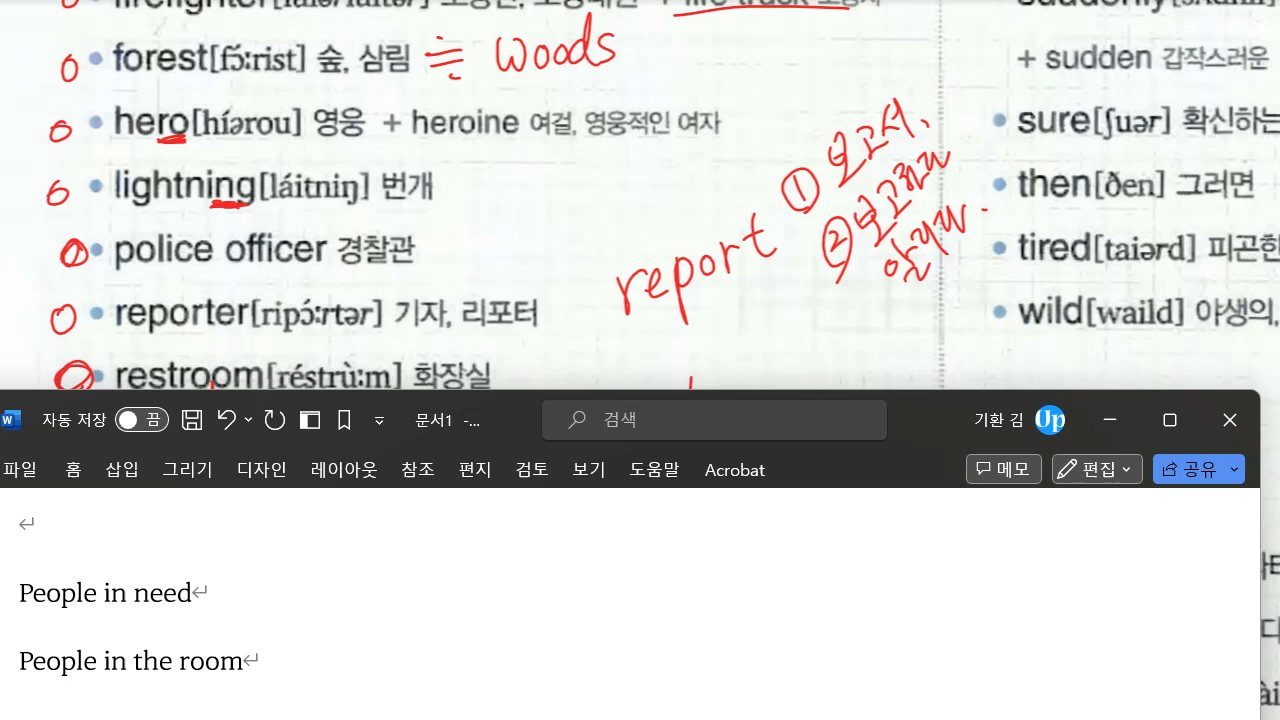 forest[fɔ́ːrist] 숲, 삼림 ≒ woods
hero[híərou] 영웅 + heroine 여걸, 영웅적인 여자
lightning[láitniŋ] 번개
police officer 경찰관
reporter[ripɔ́ːrtər] 기자, 리포터
restroom[réstrùːm] 화장실
report ① 보고서,
② 보고하다
알리다.
+ sudden 갑작스러운
sure[ʃuər] 확신하는
then[ðen] 그러면
tired[taiərd] 피곤한
wild[waild] 야생의,
자동 저장 끔 문서1 -... 검색 기환 김 Up
파일 홈 삽입 그리기 디자인 레이아웃 참조 편지 검토 보기 도움말 Acrobat 메모 편집 공유
People in need
People in the room